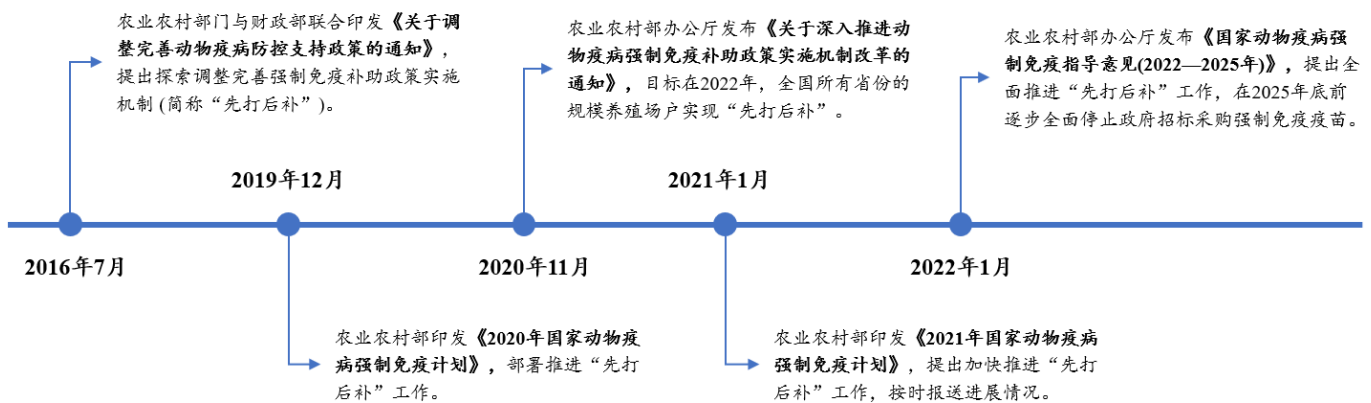 农业农村部门与财政部联合印发《关于调
整完善动物疫病防控支持政策的通知》，
提出探索调整完善强制免疫补助政策实施
机制 (简称“先打后补”)。
2016年7月
2019年12月
农业农村部印发《2020年国家动物疫
病强制免疫计划》，部署推进“先打
后补”工作。
农业农村部办公厅发布《关于深入推进动
物疫病强制免疫补助政策实施机制改革的
通知》，目标在2022年，全国所有省份的
规模养殖场户实现“先打后补”。
2020年11月
2021年1月
农业农村部印发《2021年国家动物疫病
强制免疫计划》，提出加快推进“先打
后补”工作，按时报送进展情况。
农业农村部办公厅发布《国家动物疫病强
制免疫指导意见(2022—2025年)》，提出全
面推进“先打后补”工作，在2025年底前
逐步全面停止政府招标采购强制免疫疫苗。
2022年1月